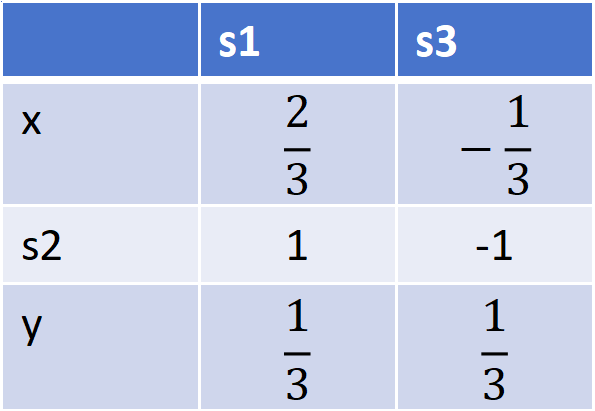 s1 s3
x 2/3 −1/3
s2 1 -1
y 1/3 1/3